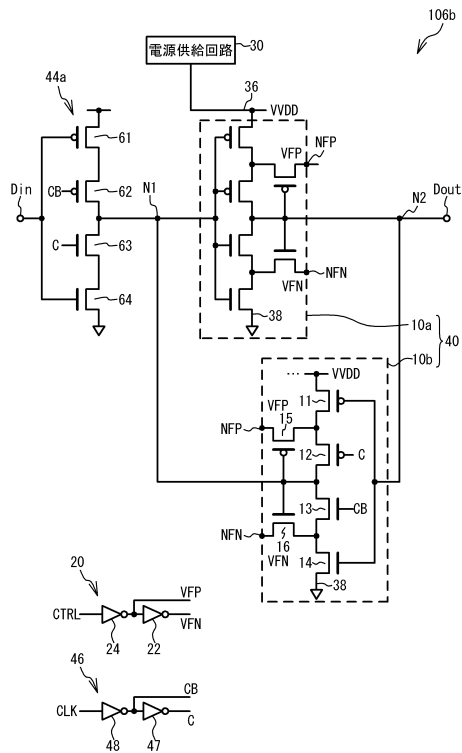 106b
電源供給回路 30
44a
36
VVDD
61
VFP
NFP
Din
CB
62
N1
N2
Dout
C
63
NFN
VFN
64
38
10a
40
10b
VVDD
11
VFP
15
NFP
12
C
13
CB
NFN
16
VFN
14
38
20
VFP
CTRL
VFN
24
22
46
CB
CLK
C
48
47